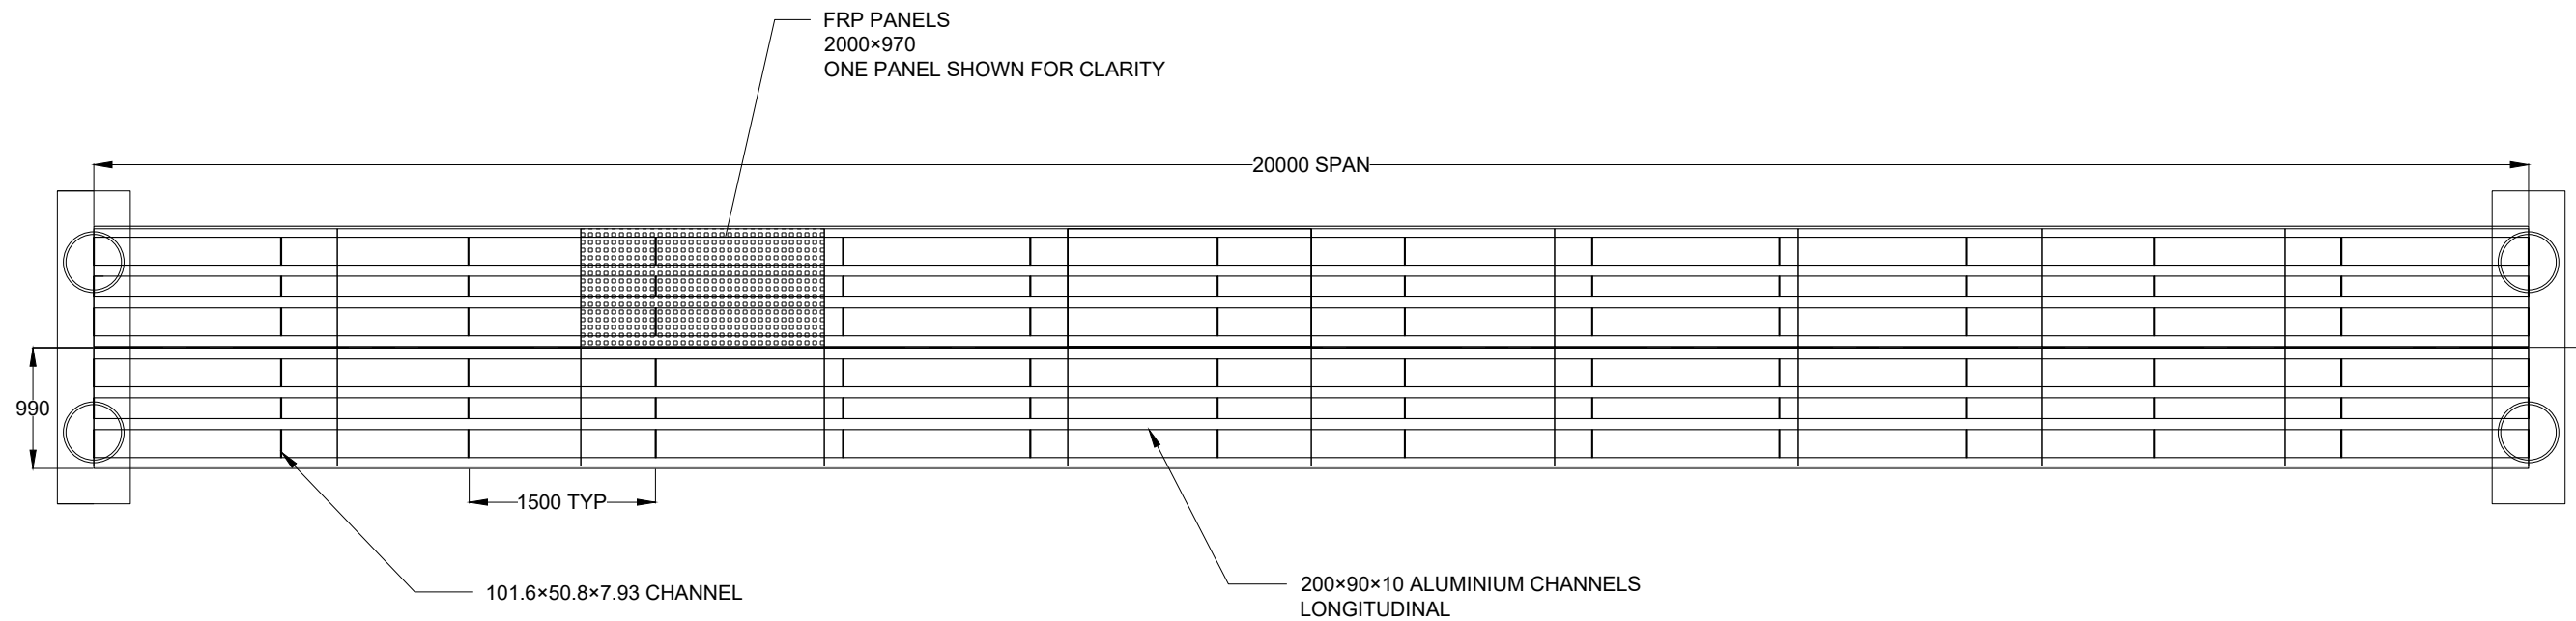 FRP PANELS
2000×970
ONE PANEL SHOWN FOR CLARITY
20000 SPAN
990
1500 TYP
101.6×50.8×7.93 CHANNEL
200×90×10 ALUMINIUM CHANNELS
LONGITUDINAL